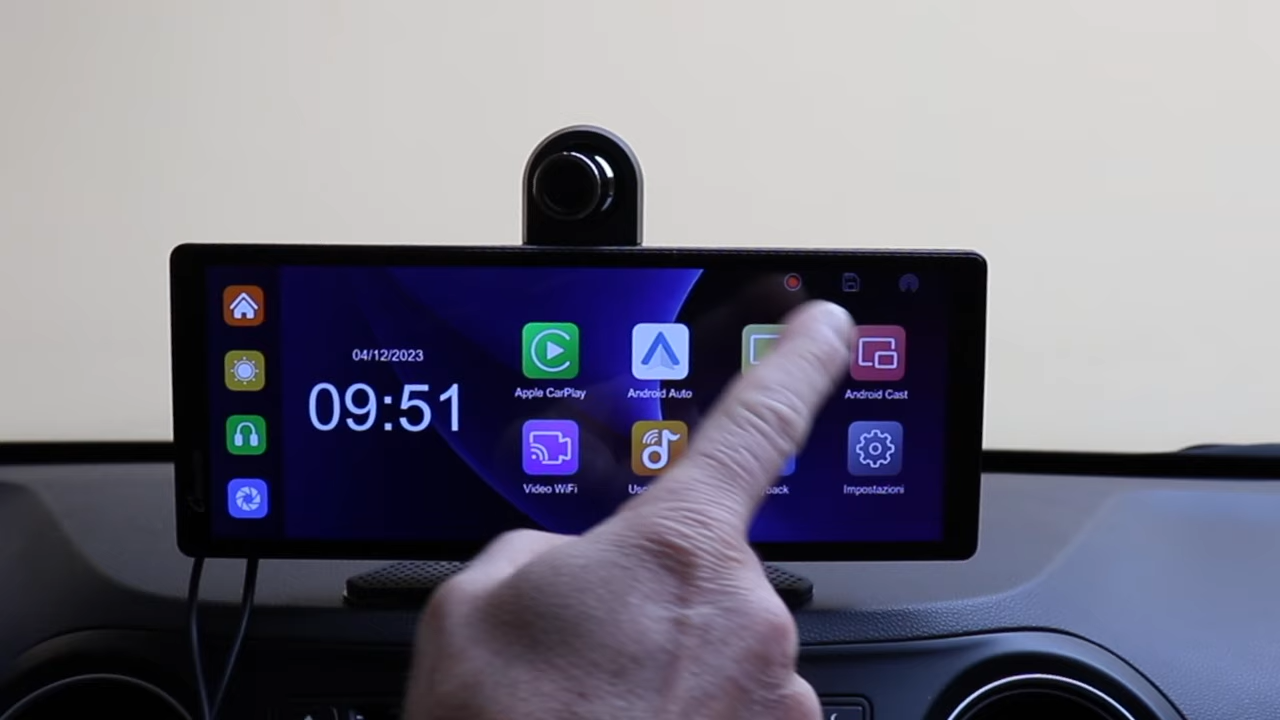 04/12/2023
09:51
Apple CarPlay
Android Auto
Android Cast
Video WiFi
Impostazioni